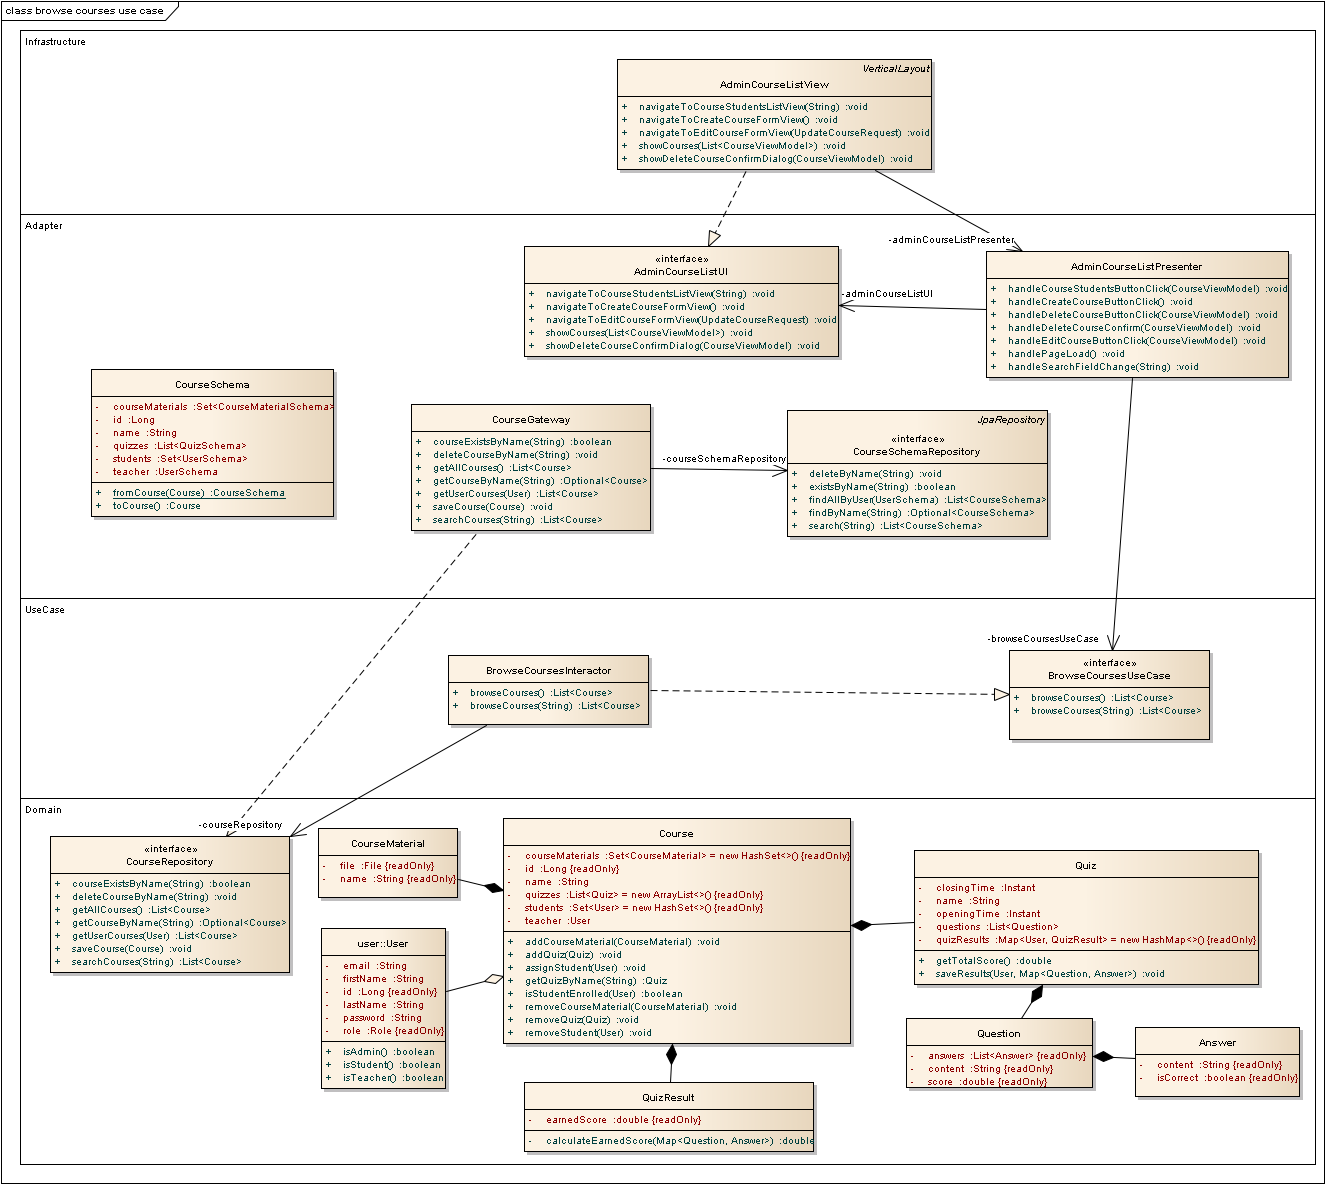 class browse courses use case
Infrastructure
VerticalLayout
AdminCourseListView
+ navigateToCourseStudentsListView(String) :void
+ navigateToCreateCourseFormView() :void
+ navigateToEditCourseFormView(UpdateCourseRequest) :void
+ showCourses(List<CourseViewModel>) :void
+ showDeleteCourseConfirmDialog(CourseViewModel) :void
Adapter
-adminCourseListPresenter
«interface»
AdminCourseListUI
+ navigateToCourseStudentsListView(String) :void
+ navigateToCreateCourseFormView() :void
+ navigateToEditCourseFormView(UpdateCourseRequest) :void
+ showCourses(List<CourseViewModel>) :void
+ showDeleteCourseConfirmDialog(CourseViewModel) :void
-adminCourseListUI
AdminCourseListPresenter
+ handleCourseStudentsButtonClick(CourseViewModel) :void
+ handleCreateCourseButtonClick() :void
+ handleDeleteCourseButtonClick(CourseViewModel) :void
+ handleDeleteCourseConfirm(CourseViewModel) :void
+ handleEditCourseButtonClick(CourseViewModel) :void
+ handlePageLoad() :void
+ handleSearchFieldChange(String) :void
CourseSchema
- courseMaterials :Set<CourseMaterialSchema>
- id :Long
- name :String
- quizzes :List<QuizSchema>
- students :Set<UserSchema>
- teacher :UserSchema
+ fromCourse(Course) :CourseSchema
+ toCourse() :Course
CourseGateway
+ courseExistsByName(String) :boolean
+ deleteCourseByName(String) :void
+ getAllCourses() :List<Course>
+ getCourseByName(String) :Optional<Course>
+ getUserCourses(User) :List<Course>
+ saveCourse(Course) :void
+ searchCourses(String) :List<Course>
-courseSchemaRepository
JpaRepository
«interface»
CourseSchemaRepository
+ deleteByName(String) :void
+ existsByName(String) :boolean
+ findAllByUser(UserSchema) :List<CourseSchema>
+ findByName(String) :Optional<CourseSchema>
+ search(String) :List<CourseSchema>
UseCase
-browseCoursesUseCase
BrowseCoursesInteractor
+ browseCourses() :List<Course>
+ browseCourses(String) :List<Course>
«interface»
BrowseCoursesUseCase
+ browseCourses() :List<Course>
+ browseCourses(String) :List<Course>
Domain
-courseRepository
«interface»
CourseRepository
+ courseExistsByName(String) :boolean
+ deleteCourseByName(String) :void
+ getAllCourses() :List<Course>
+ getCourseByName(String) :Optional<Course>
+ getUserCourses(User) :List<Course>
+ saveCourse(Course) :void
+ searchCourses(String) :List<Course>
CourseMaterial
- file :File {readOnly}
- name :String {readOnly}
user::User
- email :String
- firstName :String
- id :Long {readOnly}
- lastName :String
- password :String
- role :Role {readOnly}
+ isAdmin() :boolean
+ isStudent() :boolean
+ isTeacher() :boolean
Course
- courseMaterials :Set<CourseMaterial> = new HashSet<>() {readOnly}
- id :Long {readOnly}
- name :String
- quizzes :List<Quiz> = new ArrayList<>() {readOnly}
- students :Set<User> = new HashSet<>() {readOnly}
- teacher :User
+ addCourseMaterial(CourseMaterial) :void
+ addQuiz(Quiz) :void
+ assignStudent(User) :void
+ getQuizByName(String) :Quiz
+ isStudentEnrolled(User) :boolean
+ removeCourseMaterial(CourseMaterial) :void
+ removeQuiz(Quiz) :void
+ removeStudent(User) :void
Quiz
- closingTime :Instant
- name :String
- openingTime :Instant
- questions :List<Question>
- quizResults :Map<User, QuizResult> = new HashMap<>() {readOnly}
+ getTotalScore() :double
+ saveResults(User, Map<Question, Answer>) :void
Question
- answers :List<Answer> {readOnly}
- content :String {readOnly}
- score :double {readOnly}
Answer
- content :String {readOnly}
- isCorrect :boolean {readOnly}
QuizResult
- earnedScore :double {readOnly}
- calculateEarnedScore(Map<Question, Answer>) :double